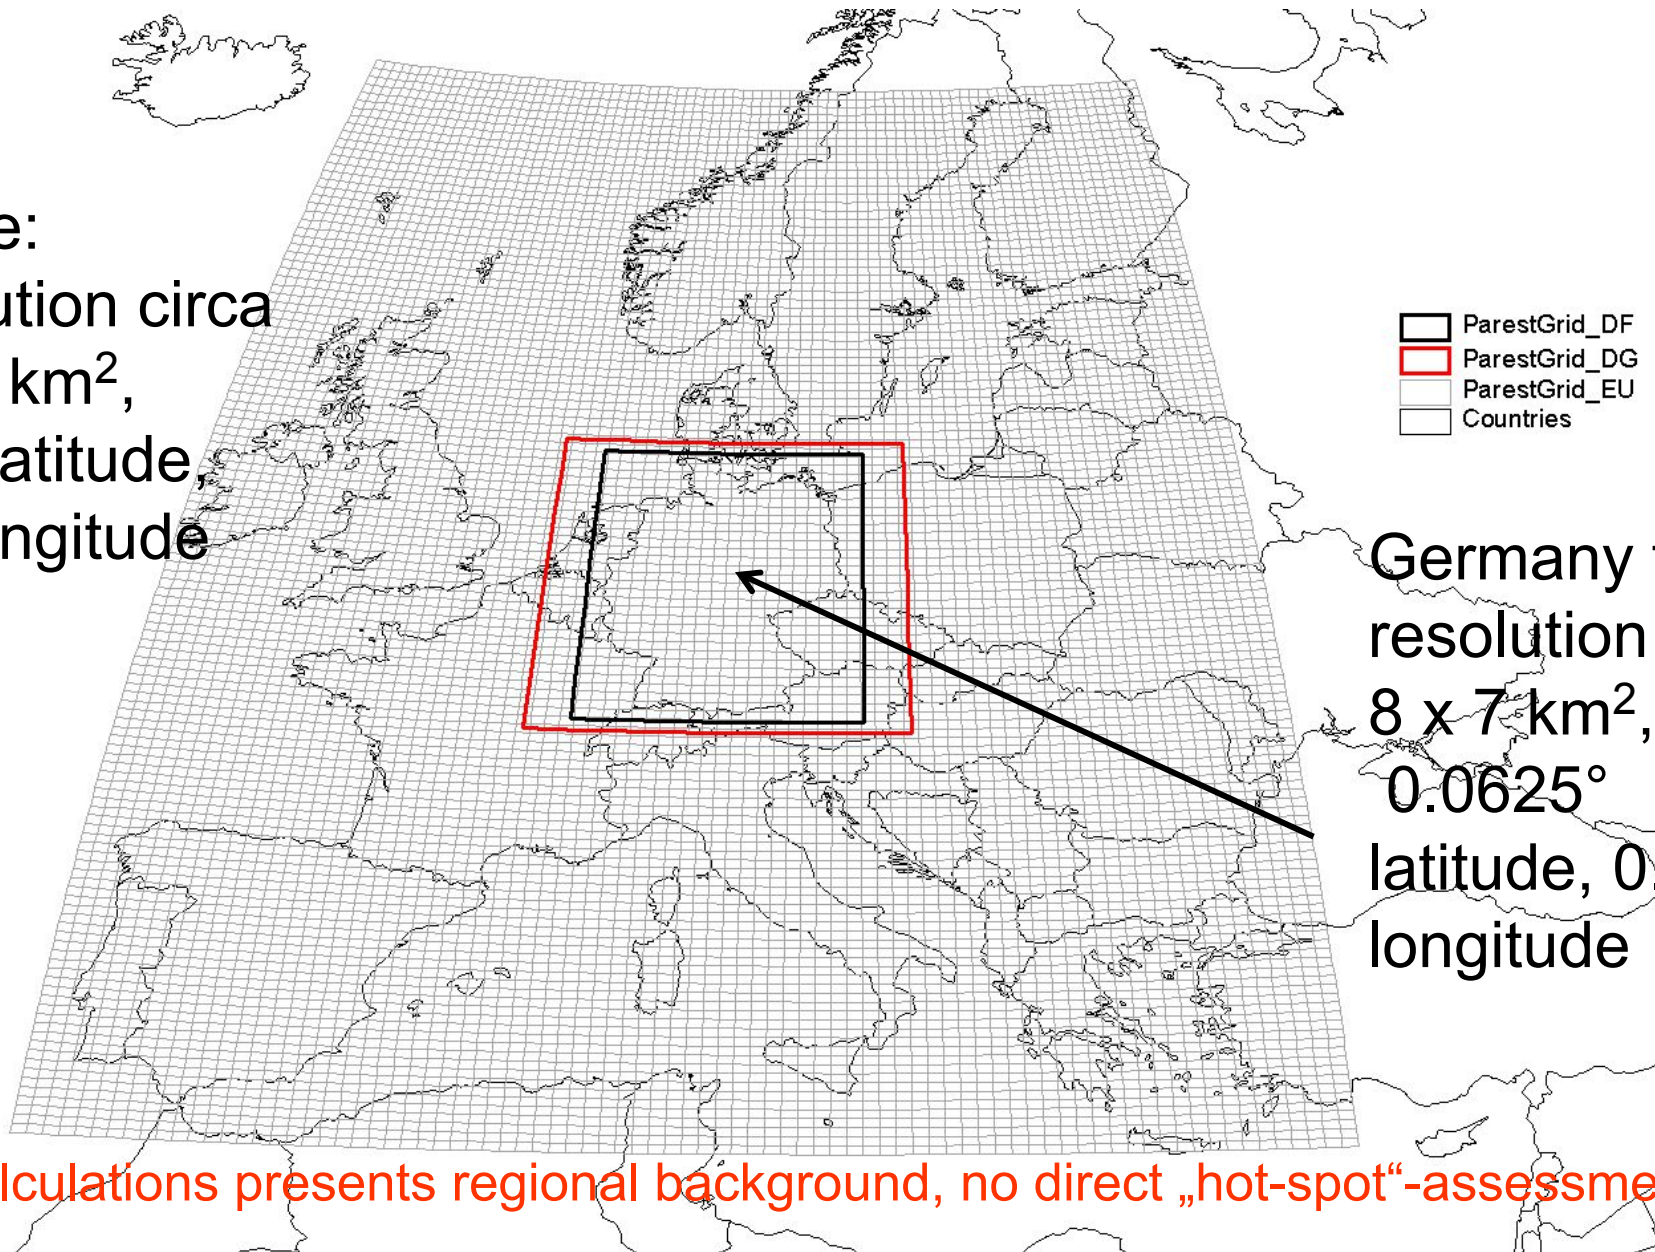 e:
ution circa
km²,
atitude,
ngitude
ParestGrid_DF
ParestGrid_DG
ParestGrid_EU
Countries
Germany
resolution
8 x 7 km²,
0.0625°
latitude, 0.
longitude
lculations presents regional background, no direct „hot-spot“-assessme